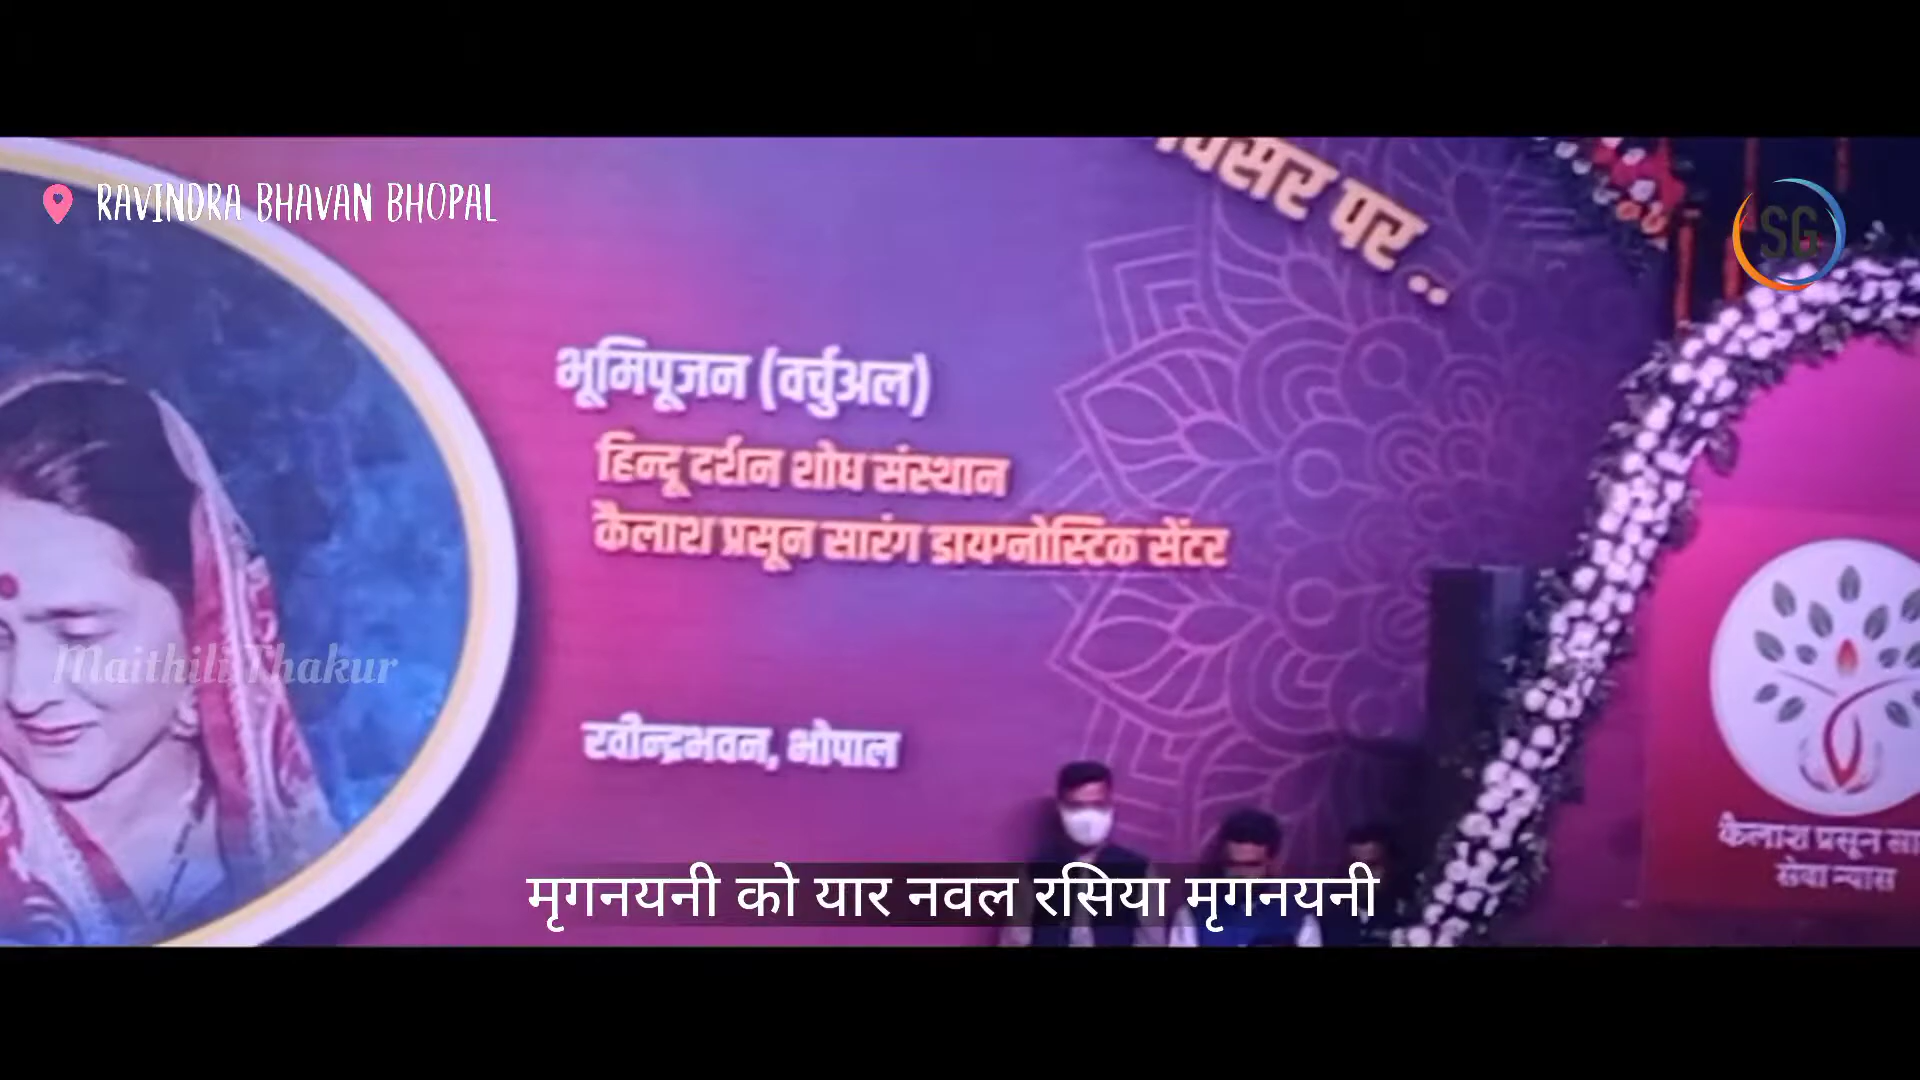 पर ..
RAVINDRA BHAVAN BHOPAL
SG
भूमिपूजन (वर्चुअल)
हिन्दू दर्शन शोध संस्थान
कैलाश प्रसून सारंग डायग्नोस्टिक सेंटर
Maithili Thakur
रवीन्द्रभवन, भोपाल
कैलाश प्रसून
सेवा न्यास
मृगनयनी को यार नवल रसिया मृगनयनी